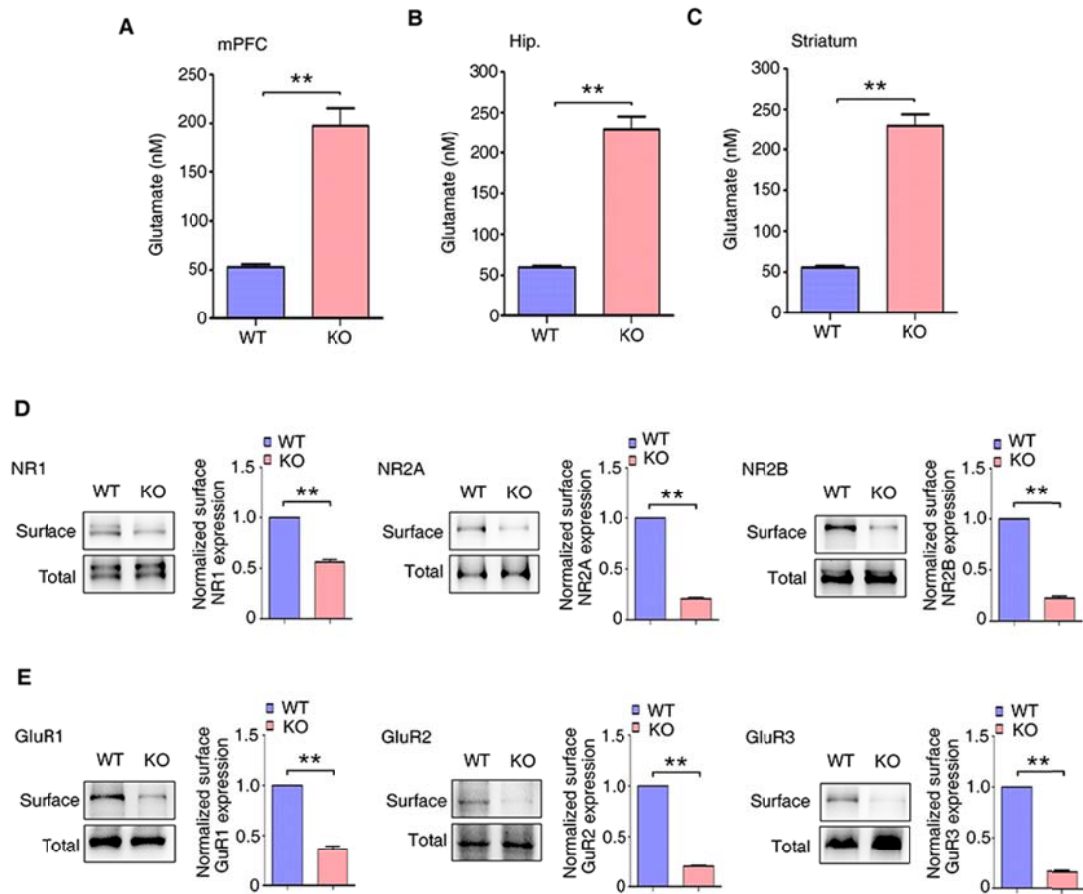 A
mPFC
Glutamate (nM)
250
200
150
100
50
0
**
WT
KO
B
Hip.
Glutamate (nM)
300
250
200
150
100
50
0
**
WT
KO
C
Striatum
Glutamate (nM)
300
250
200
150
100
50
0
**
WT
KO
D
NR1
WT KO
Surface
Total
Normalized surface
NR1 expression
WT
KO
1.5
1.0
0.5
0
**
NR2A
WT KO
Surface
Total
Normalized surface
NR2A expression
WT
KO
1.5
1.0
0.5
0
**
NR2B
WT KO
Surface
Total
Normalized surface
NR2B expression
WT
KO
1.5
1.0
0.5
0
**
E
GluR1
WT KO
Surface
Total
Normalized surface
GuR1 expression
WT
KO
1.5
1.0
0.5
0
**
GluR2
WT KO
Surface
Total
Normalized surface
GuR2 expression
WT
KO
1.5
1.0
0.5
0
**
GluR3
WT KO
Surface
Total
Normalized surface
GuR3 expression
WT
KO
1.5
1.0
0.5
0
**